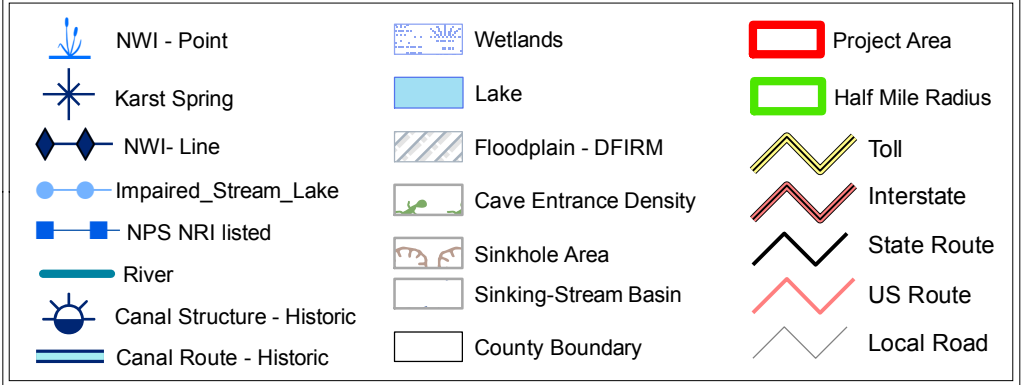 NWI - Point
Karst Spring
NWI- Line
Impaired_Stream_Lake
NPS NRI listed
River
Canal Structure - Historic
Canal Route - Historic
Wetlands
Lake
Floodplain - DFIRM
Cave Entrance Density
Sinkhole Area
Sinking-Stream Basin
County Boundary
Project Area
Half Mile Radius
Toll
Interstate
State Route
US Route
Local Road